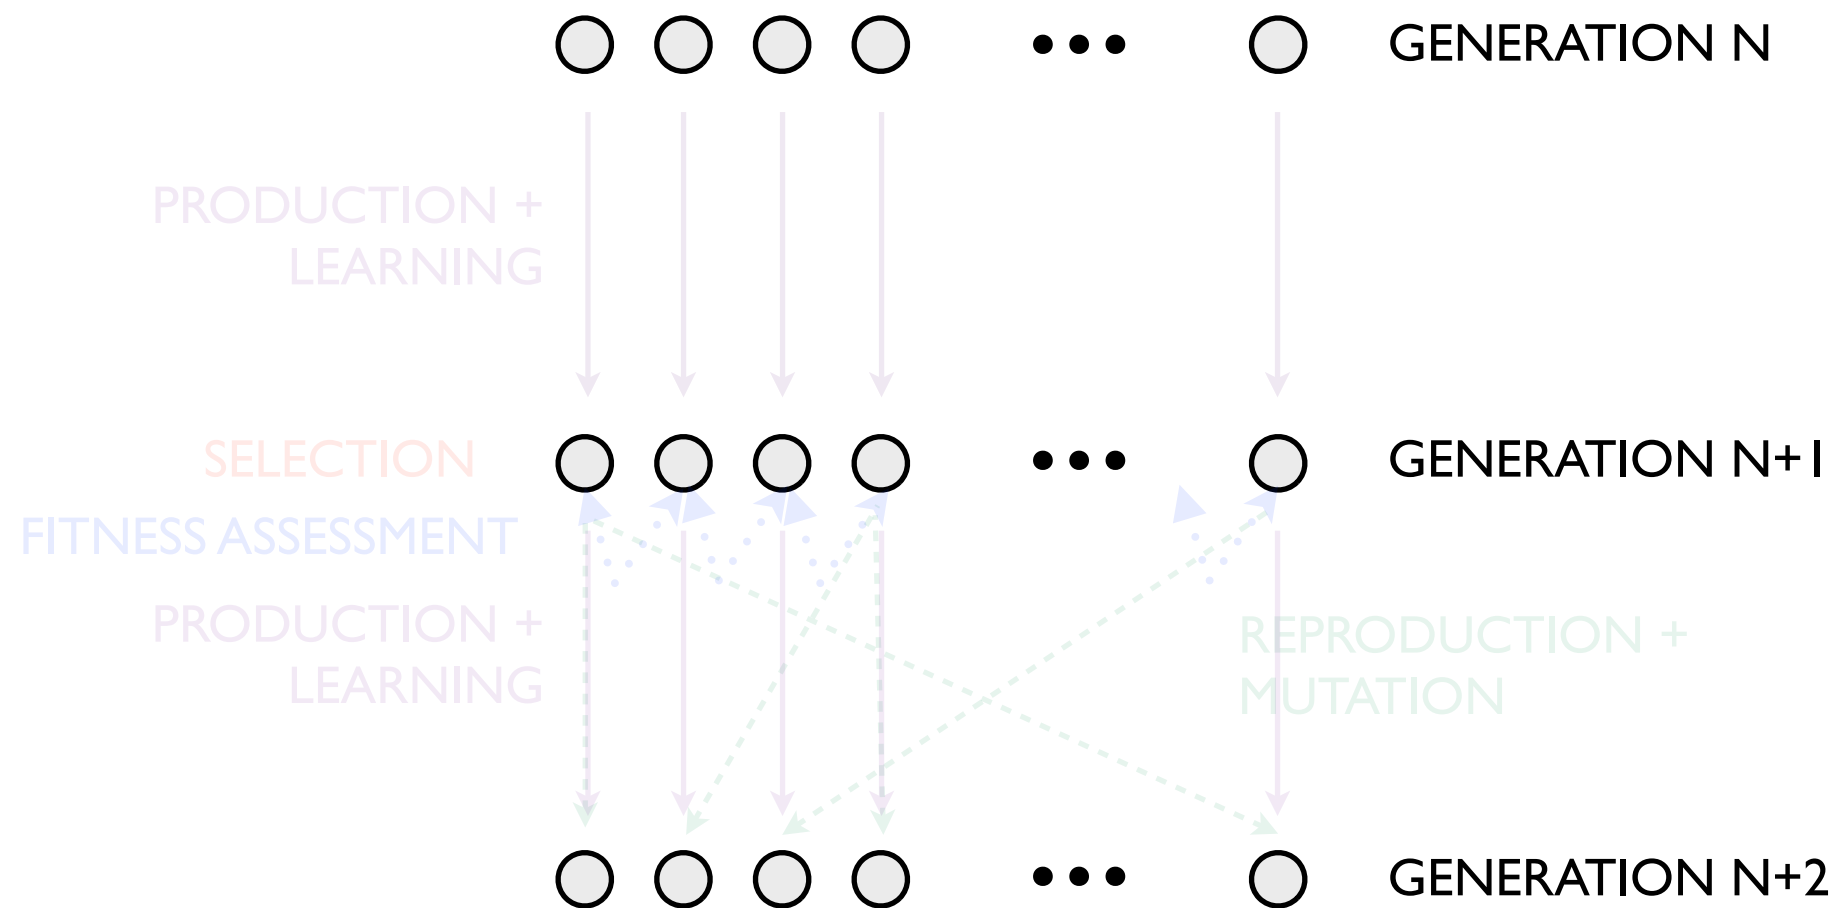 GENERATION N
PRODUCTION +
LEARNING
SELECTION
GENERATION N+1
FITNESS ASSESSMENT
PRODUCTION +
LEARNING
REPRODUCTION +
MUTATION
GENERATION N+2